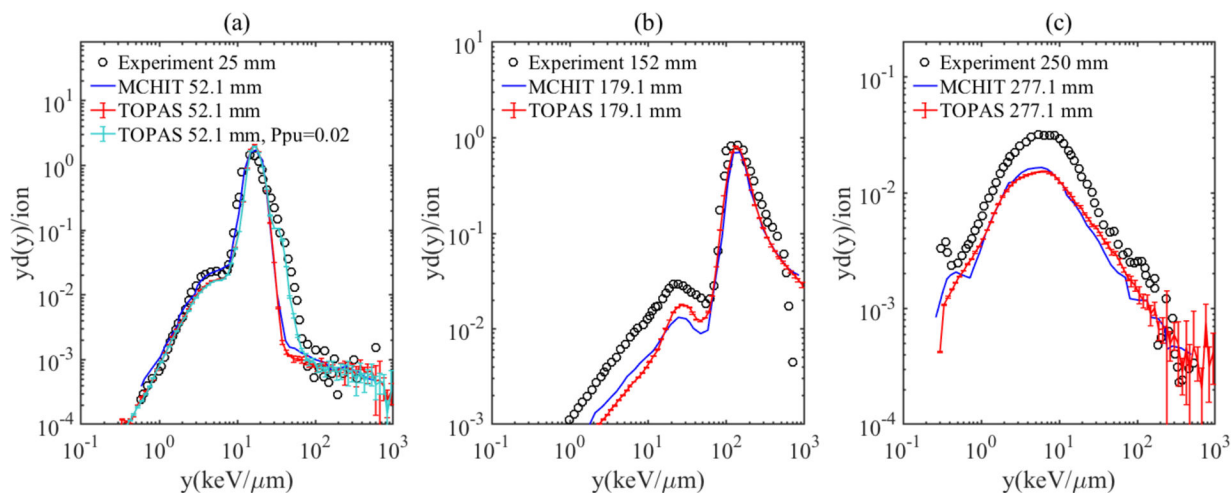 (a)
yd(y)/ion
10^1
10^0
10^-1
10^-2
10^-3
10^-4
Experiment 25 mm
MCHIT 52.1 mm
TOPAS 52.1 mm
TOPAS 52.1 mm, Ppu=0.02
10^-1 10^0 10^1 10^2 10^3
y(keV/μm)
(b)
yd(y)/ion
10^1
10^0
10^-1
10^-2
10^-3
Experiment 152 mm
MCHIT 179.1 mm
TOPAS 179.1 mm
10^-1 10^0 10^1 10^2 10^3
y(keV/μm)
(c)
yd(y)/ion
10^-1
10^-2
10^-3
10^-4
Experiment 250 mm
MCHIT 277.1 mm
TOPAS 277.1 mm
10^-1 10^0 10^1 10^2 10^3
y(keV/μm)